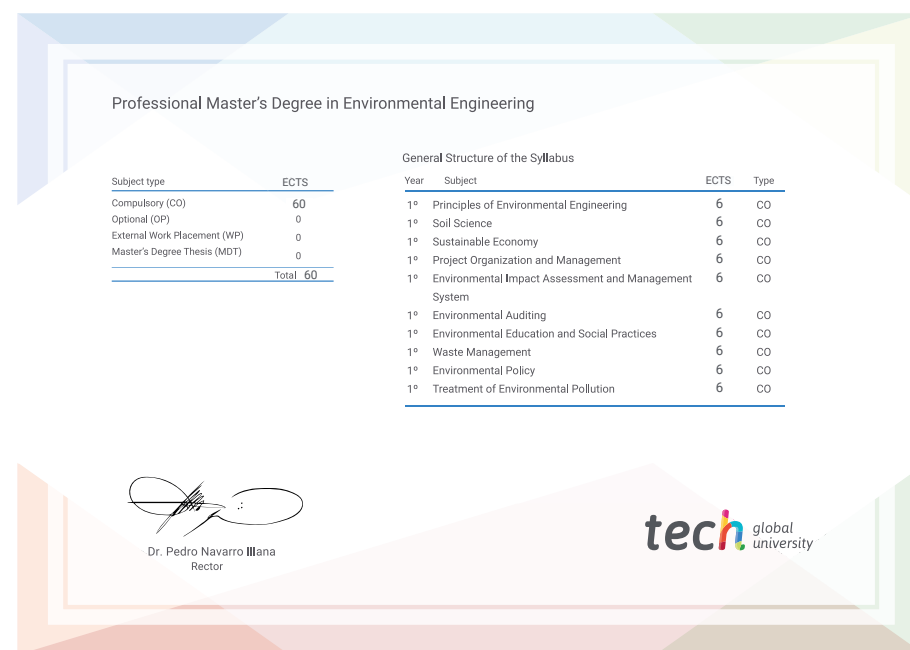 Professional Master's Degree in Environmental Engineering
General Structure of the Syllabus
Subject type ECTS
Compulsory (CO) 60
Optional (OP) 0
External Work Placement (WP) 0
Master's Degree Thesis (MDT) 0
Total 60
Year Subject ECTS Type
1º Principles of Environmental Engineering 6 CO
1º Soil Science 6 CO
1º Sustainable Economy 6 CO
1º Project Organization and Management 6 CO
1º Environmental Impact Assessment and Management 6 CO
System
1º Environmental Auditing 6 CO
1º Environmental Education and Social Practices 6 CO
1º Waste Management 6 CO
1º Environmental Policy 6 CO
1º Treatment of Environmental Pollution 6 CO
Dr. Pedro Navarro Illana
Rector
tech global
university